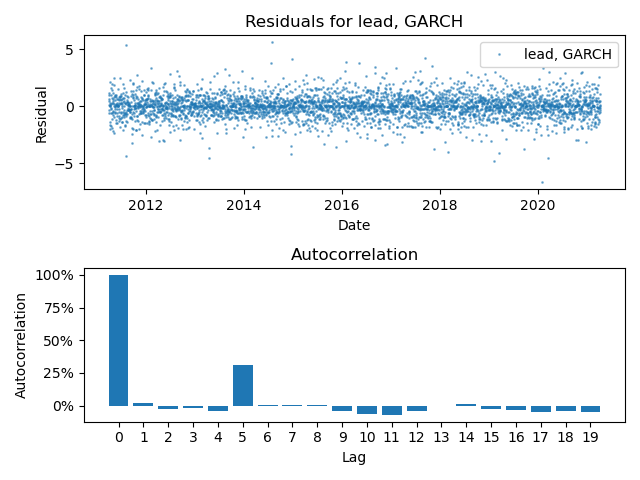 Residuals for lead, GARCH
5
0
−5
Residual
lead, GARCH
2012 2014 2016 2018 2020
Date
Autocorrelation
100%
75%
50%
25%
0%
Autocorrelation
0 1 2 3 4 5 6 7 8 9 10 11 12 13 14 15 16 17 18 19
Lag